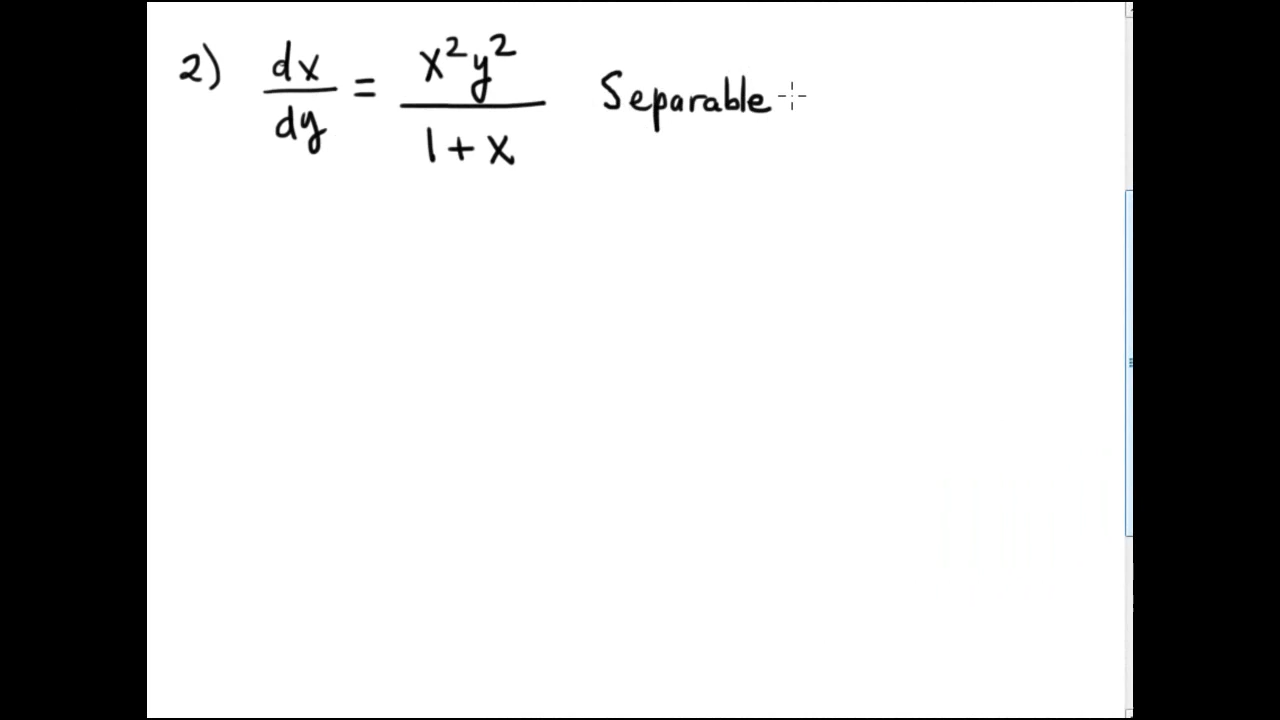 2) dx/dy = x²y²/(1 + x) Separable